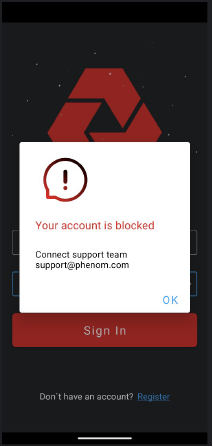 Your account is blocked
Connect support team
support@phenom.com
OK
Sign In
Don`t have an account? Register